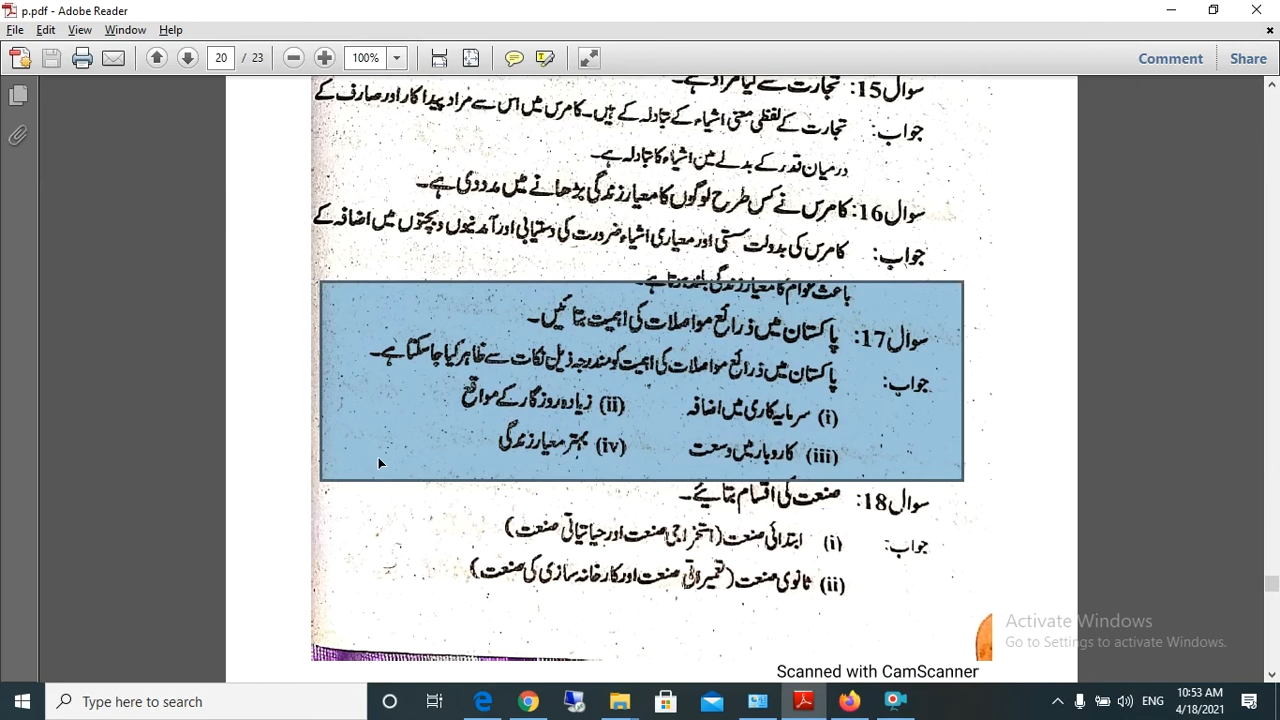 p.pdf - Adobe Reader
File Edit View Window Help
20 / 23 100% Comment Share
سوال 15: تجارت سے کیا مراد ہے۔
جواب: تجارت کے لفظی معنی اشیاء کے تبادلہ کے ہیں۔ کامرس میں اس سے مراد پیدا کار اور صارف کے
درمیان قدر کے بدلے میں اشیاء کا تبادلہ ہے۔
سوال 16: کامرس نے کس طرح لوگوں کا معیار زندگی بڑھانے میں مدد دی ہے۔
جواب: کامرس کی بدولت سستی اور معیاری اشیاء ضرورت کی دستیابی اور آمدنیوں و بچتوں میں اضافہ کے
باعث عوام کا معیار زندگی بلند ہوتا ہے۔
سوال 17: پاکستان میں ذرائع مواصلات کی اہمیت بتائیں۔
جواب: پاکستان میں ذرائع مواصلات کی اہمیت کو مندرجہ ذیل نکات سے ظاہر کیا جا سکتا ہے۔
(i) سرمایہ کاری میں اضافہ (ii) زیادہ روزگار کے مواقع
(iii) کاروبار میں وسعت (iv) بہتر معیار زندگی
سوال 18: صنعت کی اقسام بتایئے۔
جواب: (i) ابتدائی صنعت (استخراجی صنعت اور حیاتیاتی صنعت)
(ii) ثانوی صنعت (تعمیراتی صنعت اور کارخانہ سازی کی صنعت)
Activate Windows
Go to Settings to activate Windows.
Scanned with CamScanner
Type here to search
ENG
10:53 AM
4/18/2021